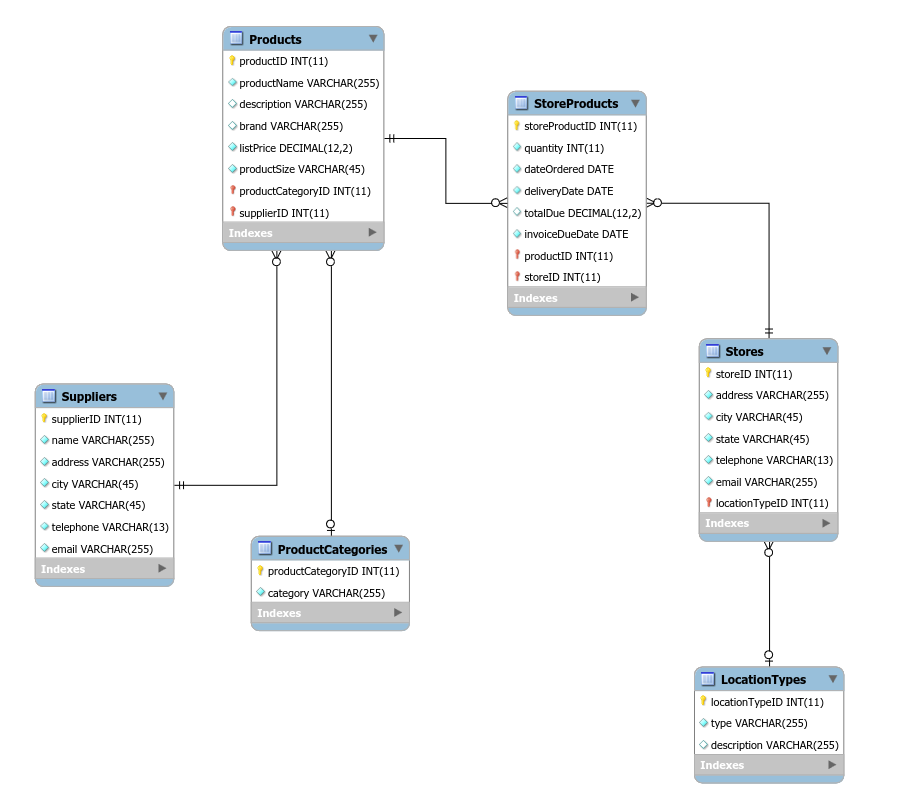 Products
productID INT(11)
productName VARCHAR(255)
description VARCHAR(255)
brand VARCHAR(255)
listPrice DECIMAL(12,2)
productSize VARCHAR(45)
productCategoryID INT(11)
supplierID INT(11)
Indexes
StoreProducts
storeProductID INT(11)
quantity INT(11)
dateOrdered DATE
deliveryDate DATE
totalDue DECIMAL(12,2)
invoiceDueDate DATE
productID INT(11)
storeID INT(11)
Indexes
Stores
storeID INT(11)
address VARCHAR(255)
city VARCHAR(45)
state VARCHAR(45)
telephone VARCHAR(13)
email VARCHAR(255)
locationTypeID INT(11)
Indexes
Suppliers
supplierID INT(11)
name VARCHAR(255)
address VARCHAR(255)
city VARCHAR(45)
state VARCHAR(45)
telephone VARCHAR(13)
email VARCHAR(255)
Indexes
ProductCategories
productCategoryID INT(11)
category VARCHAR(255)
Indexes
LocationTypes
locationTypeID INT(11)
type VARCHAR(255)
description VARCHAR(255)
Indexes